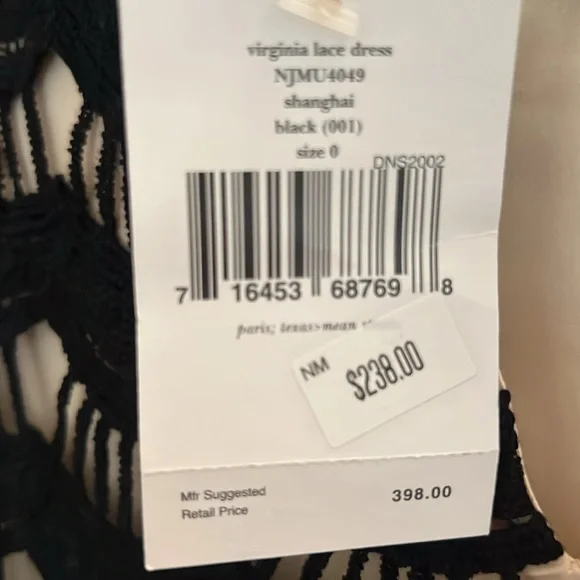 virginia lace dress
NJMU4049
shanghai
black (001)
size 0
DNS2002
7 16453 68769 8
paris; texas>mean
NM
$238.00
Mfr Suggested
Retail Price
398.00